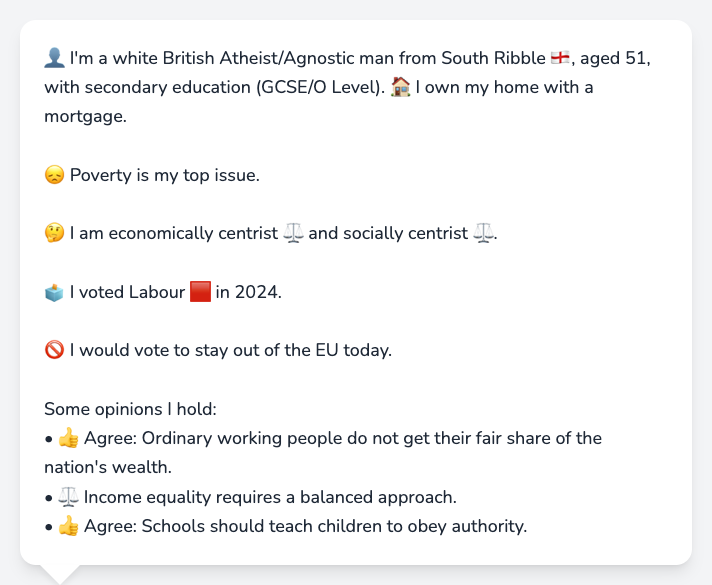 👤 I'm a white British Atheist/Agnostic man from South Ribble 🏴󠁧󠁢󠁥󠁮󠁧󠁿, aged 51,
with secondary education (GCSE/O Level). 🏠 I own my home with a
mortgage.
😞 Poverty is my top issue.
🤔 I am economically centrist ⚖️ and socially centrist ⚖️.
🗳️ I voted Labour 🟥 in 2024.
🚫 I would vote to stay out of the EU today.
Some opinions I hold:
• 👍 Agree: Ordinary working people do not get their fair share of the
nation's wealth.
• ⚖️ Income equality requires a balanced approach.
• 👍 Agree: Schools should teach children to obey authority.